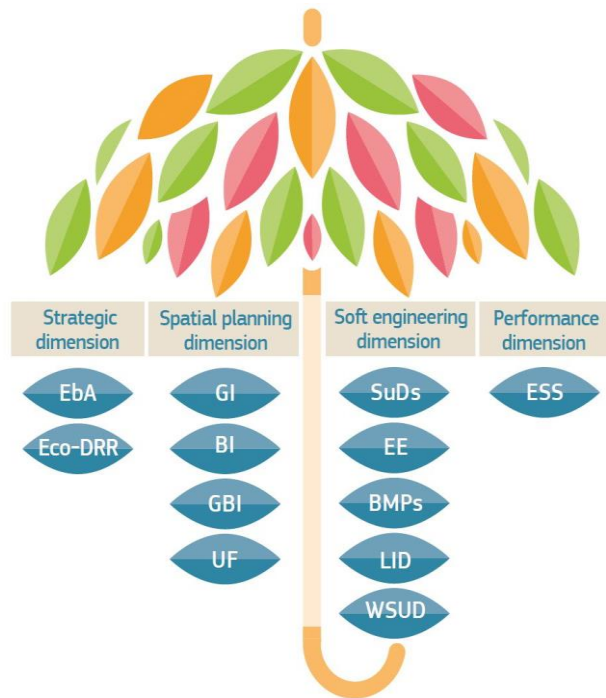 Strategic
dimension
Spatial planning
dimension
Soft engineering
dimension
Performance
dimension
EbA
Eco-DRR
GI
BI
GBI
UF
SuDs
EE
BMPs
LID
WSUD
ESS